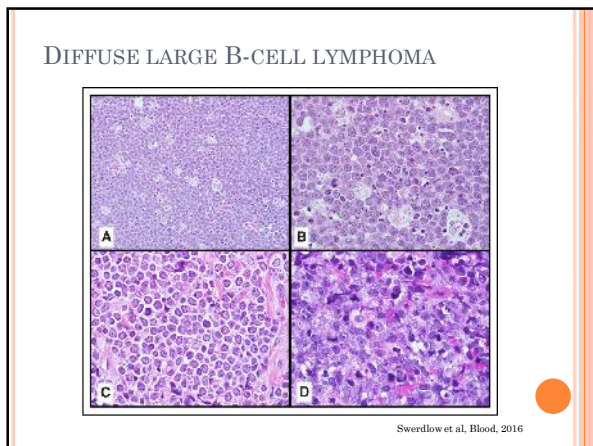 DIFFUSE LARGE B-CELL LYMPHOMA
A
B
C
D
Swerdlow et al, Blood, 2016